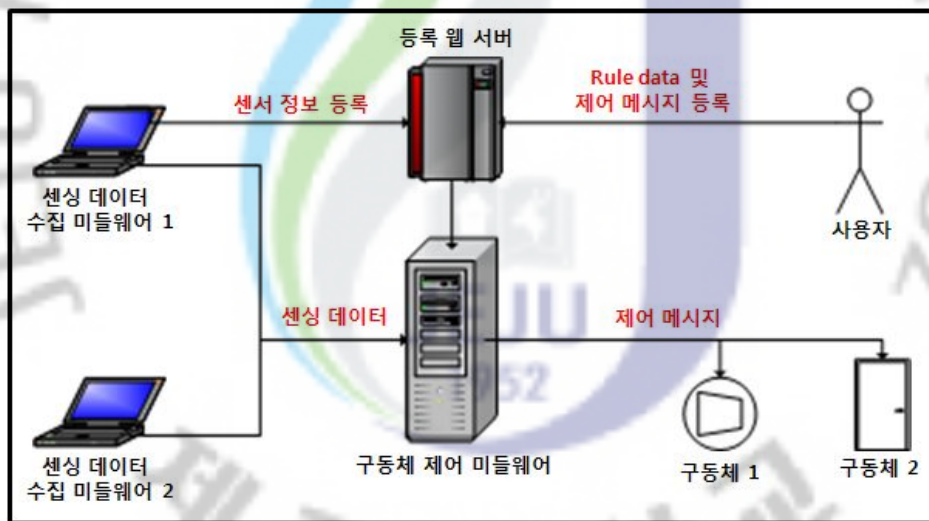 등록 웹 서버
센서 정보 등록
Rule data 및
제어 메시지 등록
센싱 데이터
수집 미들웨어 1
사용자
센싱 데이터
제어 메시지
EJU
1952
센싱 데이터
수집 미들웨어 2
구동체 제어 미들웨어
구동체 1
구동체 2